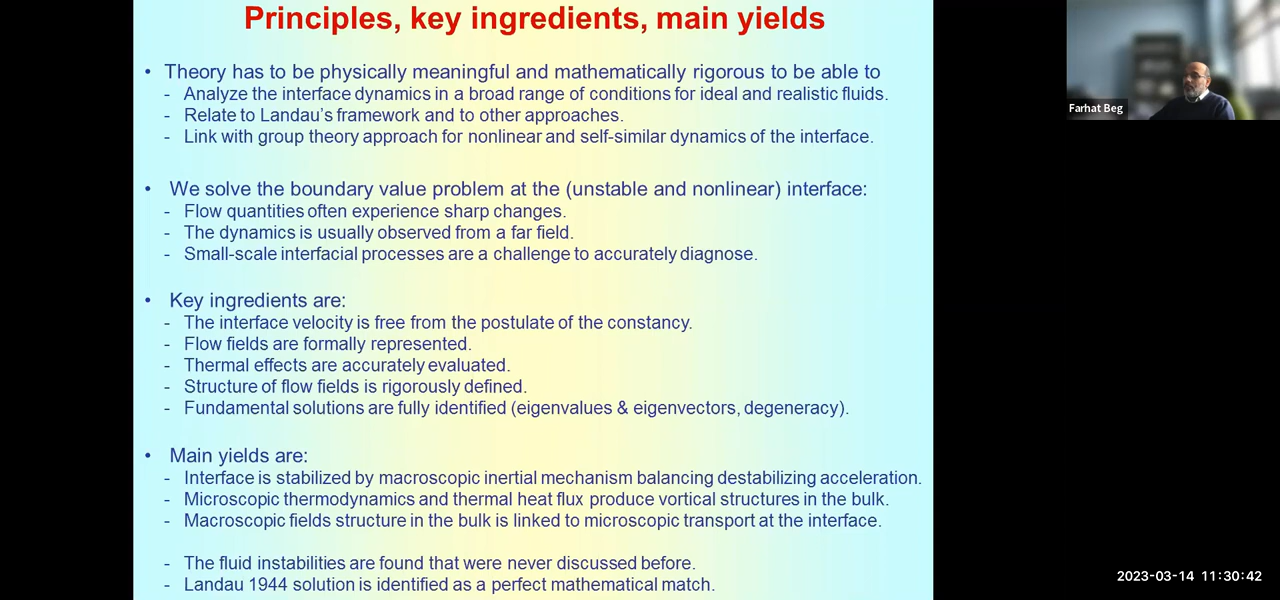 Principles, key ingredients, main yields
• Theory has to be physically meaningful and mathematically rigorous to be able to
- Analyze the interface dynamics in a broad range of conditions for ideal and realistic fluids.
- Relate to Landau's framework and to other approaches.
- Link with group theory approach for nonlinear and self-similar dynamics of the interface.
• We solve the boundary value problem at the (unstable and nonlinear) interface:
- Flow quantities often experience sharp changes.
- The dynamics is usually observed from a far field.
- Small-scale interfacial processes are a challenge to accurately diagnose.
• Key ingredients are:
- The interface velocity is free from the postulate of the constancy.
- Flow fields are formally represented.
- Thermal effects are accurately evaluated.
- Structure of flow fields is rigorously defined.
- Fundamental solutions are fully identified (eigenvalues & eigenvectors, degeneracy).
• Main yields are:
- Interface is stabilized by macroscopic inertial mechanism balancing destabilizing acceleration.
- Microscopic thermodynamics and thermal heat flux produce vortical structures in the bulk.
- Macroscopic fields structure in the bulk is linked to microscopic transport at the interface.
- The fluid instabilities are found that were never discussed before.
- Landau 1944 solution is identified as a perfect mathematical match.
Farhat Beg
2023-03-14 11:30:42